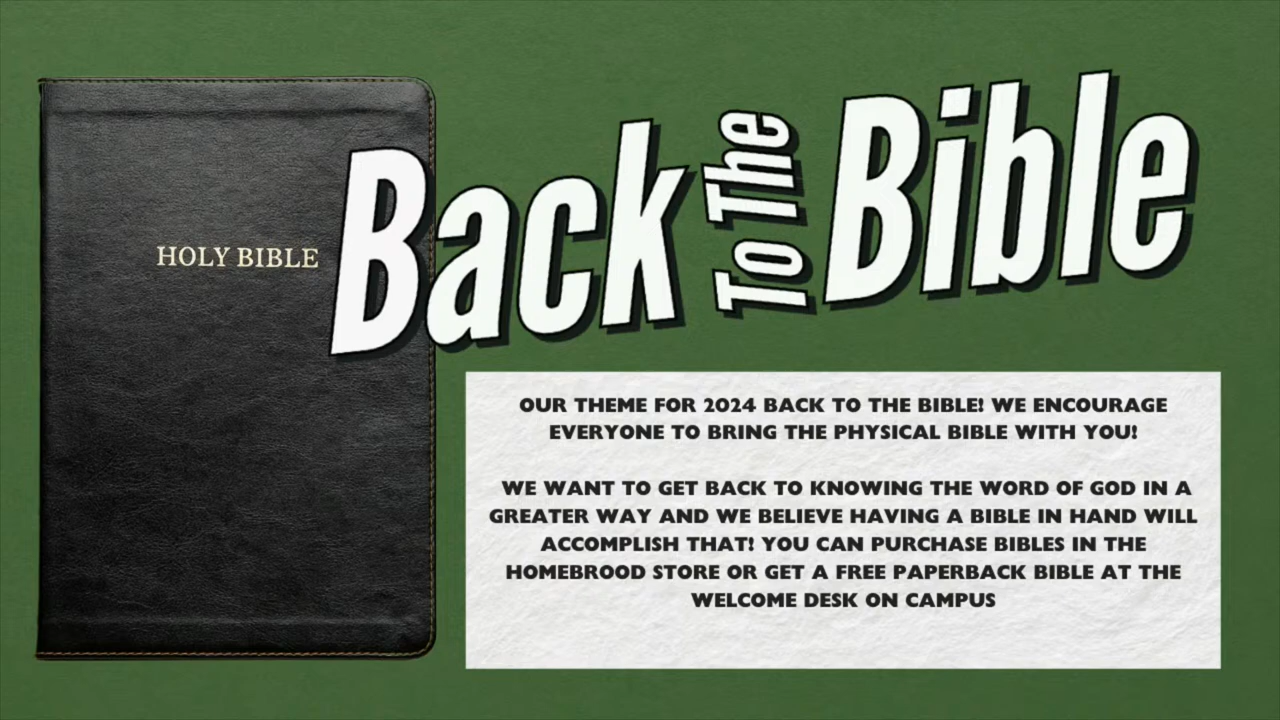 HOLY BIBLE
Back To The Bible
OUR THEME FOR 2024 BACK TO THE BIBLE! WE ENCOURAGE
EVERYONE TO BRING THE PHYSICAL BIBLE WITH YOU!
WE WANT TO GET BACK TO KNOWING THE WORD OF GOD IN A
GREATER WAY AND WE BELIEVE HAVING A BIBLE IN HAND WILL
ACCOMPLISH THAT! YOU CAN PURCHASE BIBLES IN THE
HOMEBROOD STORE OR GET A FREE PAPERBACK BIBLE AT THE
WELCOME DESK ON CAMPUS